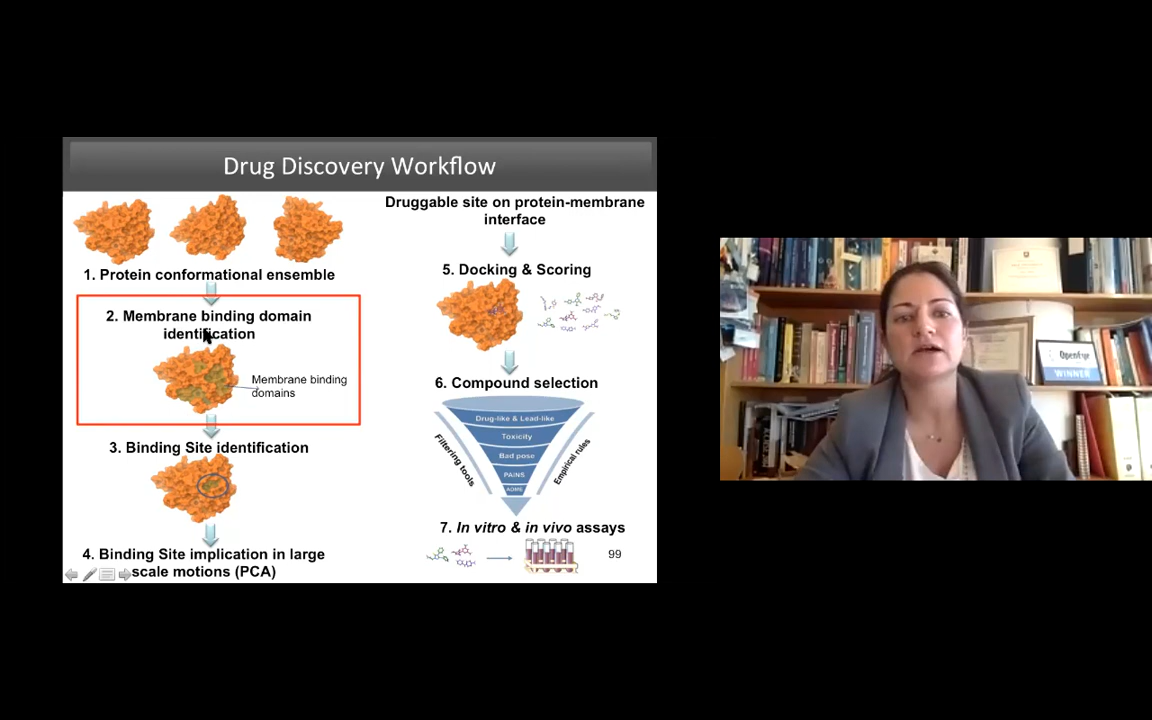 Drug Discovery Workflow
1. Protein conformational ensemble
2. Membrane binding domain
identification
Membrane binding
domains
3. Binding Site identification
4. Binding Site implication in large
scale motions (PCA)
Druggable site on protein-membrane
interface
5. Docking & Scoring
6. Compound selection
Drug-like & Lead-like
Toxicity
Bad pose
PAINS
ADME
Filtering tools
Empirical rules
7. In vitro & in vivo assays
99
OpenEye
WINNER